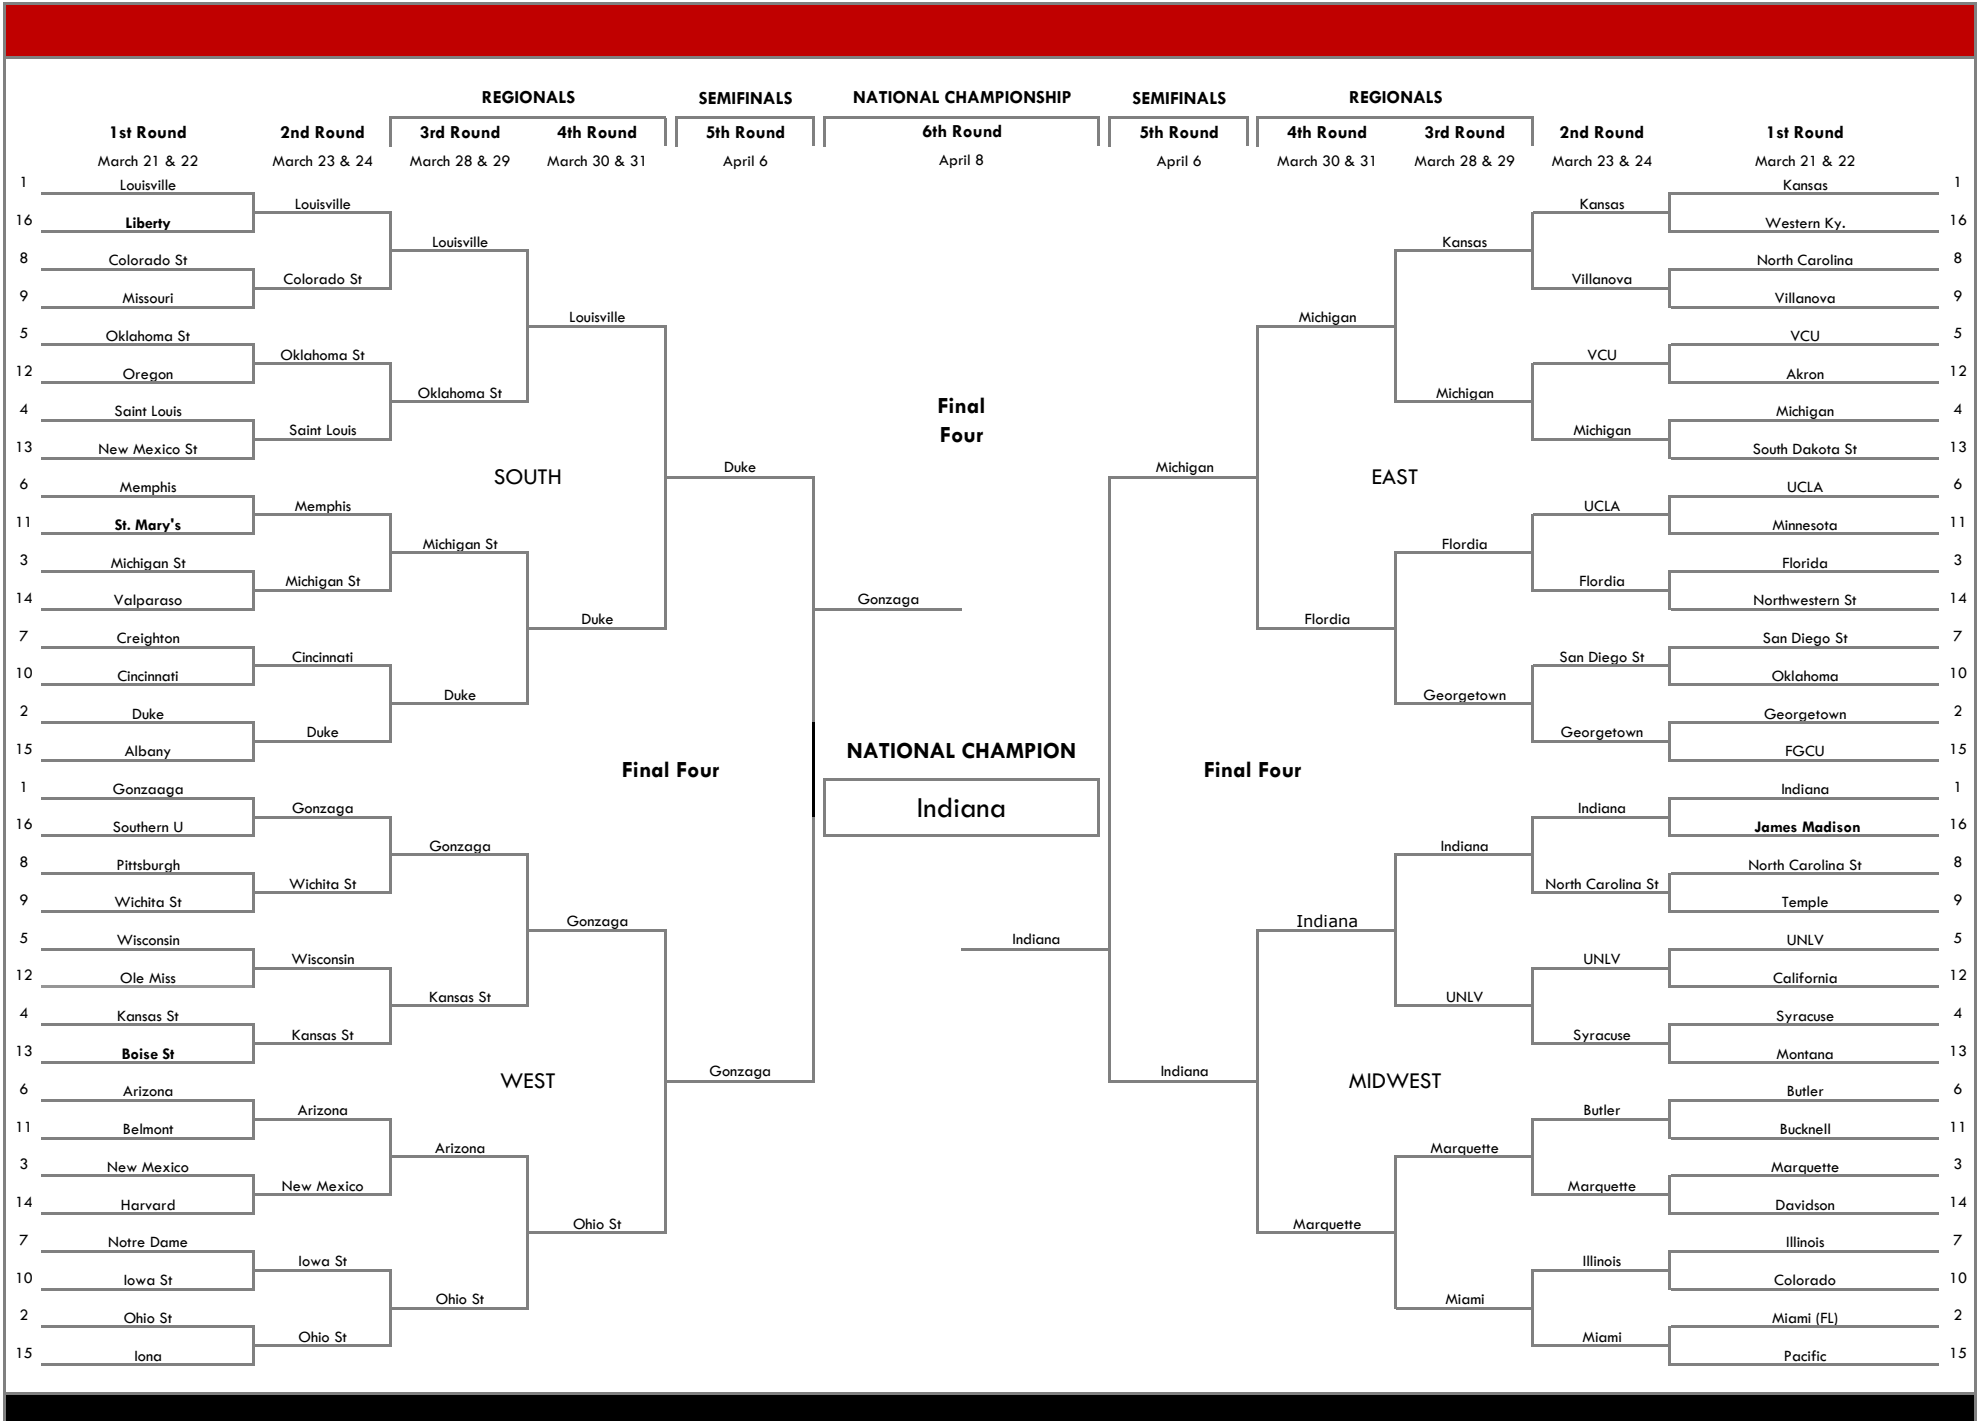 REGIONALS SEMIFINALS NATIONAL CHAMPIONSHIP SEMIFINALS REGIONALS
1st Round 2nd Round 3rd Round 4th Round 5th Round 6th Round 5th Round 4th Round 3rd Round 2nd Round 1st Round
March 21 & 22 March 23 & 24 March 28 & 29 March 30 & 31 April 6 April 8 April 6 March 30 & 31 March 28 & 29 March 23 & 24 March 21 & 22
1 Louisville Kansas 1
Louisville Kansas
16 Liberty Western Ky. 16
Louisville Kansas
8 Colorado St North Carolina 8
Colorado St Villanova
9 Missouri Villanova 9
Louisville Michigan
5 Oklahoma St VCU 5
Oklahoma St VCU
12 Oregon Akron 12
Oklahoma St Michigan
4 Saint Louis Michigan 4
Final
Four
Saint Louis Michigan
13 New Mexico St South Dakota St 13
SOUTH Duke Michigan EAST
6 Memphis UCLA 6
Memphis UCLA
11 St. Mary's Minnesota 11
Michigan St Flordia
3 Michigan St Florida 3
Michigan St Flordia
14 Valparaso Gonzaga Northwestern St 14
Duke Flordia
7 Creighton San Diego St 7
Cincinnati San Diego St
10 Cincinnati Oklahoma 10
Duke Georgetown
2 Duke Georgetown 2
Duke Georgetown
15 Albany NATIONAL CHAMPION FGCU 15
Final Four Final Four
1 Gonzaaga Indiana 1
Gonzaga Indiana Indiana
16 Southern U James Madison 16
Gonzaga Indiana
8 Pittsburgh North Carolina St 8
Wichita St North Carolina St
9 Wichita St Temple 9
Gonzaga Indiana
5 Wisconsin Indiana UNLV 5
Wisconsin UNLV
12 Ole Miss California 12
Kansas St UNLV
4 Kansas St Syracuse 4
Kansas St Syracuse
13 Boise St Montana 13
WEST Gonzaga Indiana MIDWEST
6 Arizona Butler 6
Arizona Butler
11 Belmont Bucknell 11
Arizona Marquette
3 New Mexico Marquette 3
New Mexico Marquette
14 Harvard Davidson 14
Ohio St Marquette
7 Notre Dame Illinois 7
Iowa St Illinois
10 Iowa St Colorado 10
Ohio St Miami
2 Ohio St Miami (FL) 2
Ohio St Miami
15 Iona Pacific 15